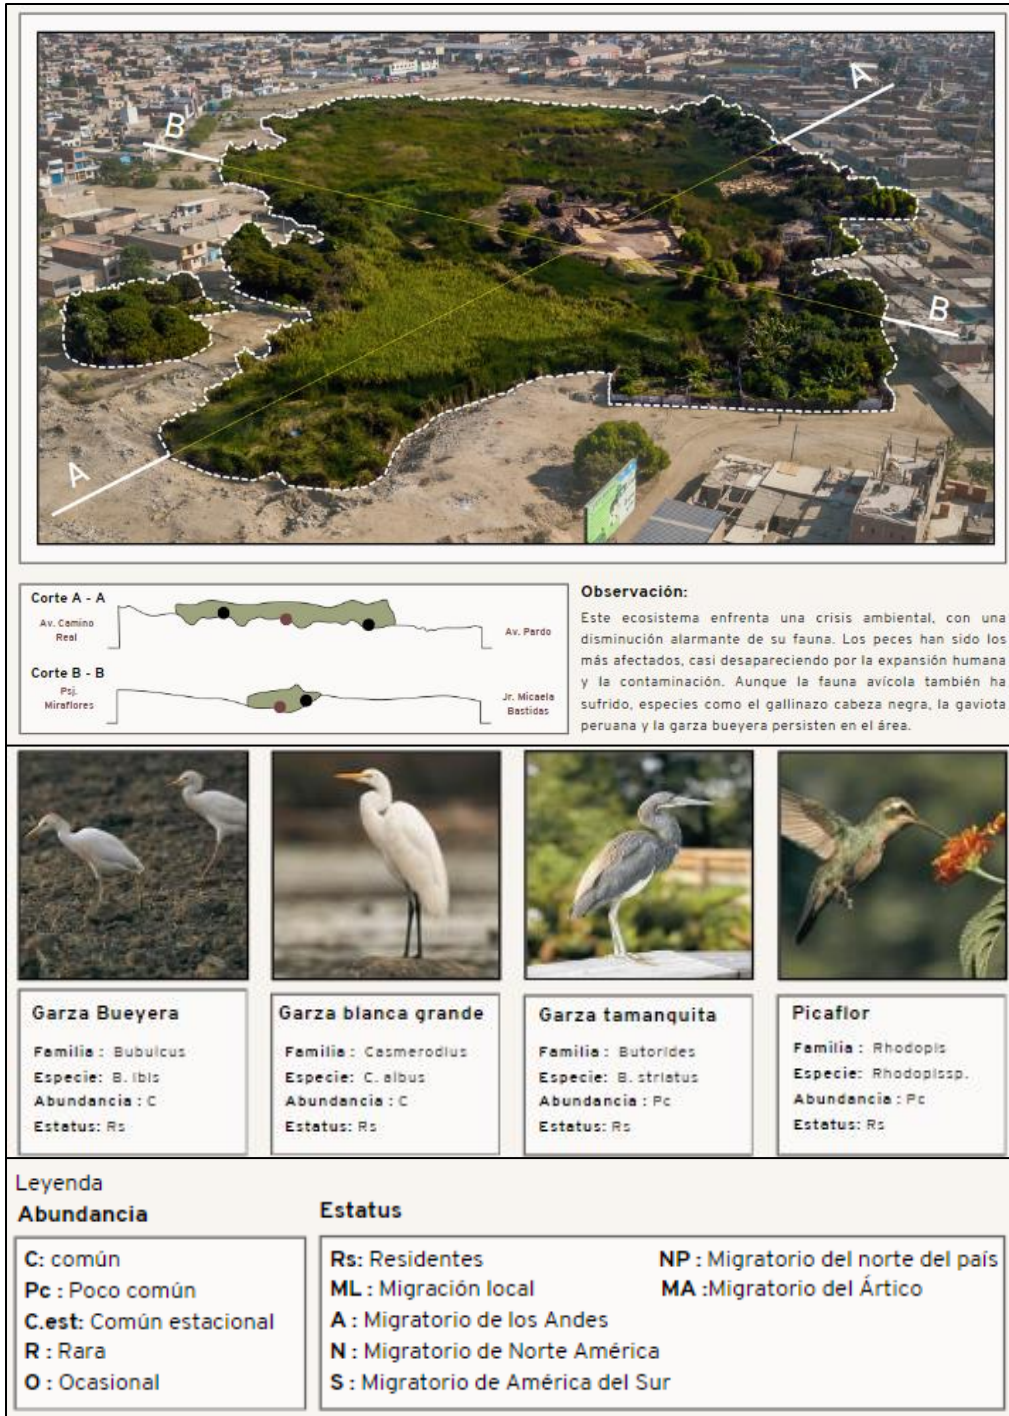 B
A
B
A
Corte A - A
Av. Camino
Real
Av. Pardo
Corte B - B
Psj.
Miraflores
Jr. Micaela
Bastidas
Observación:
Este ecosistema enfrenta una crisis ambiental, con una
disminución alarmante de su fauna. Los peces han sido los
más afectados, casi desapareciendo por la expansión humana
y la contaminación. Aunque la fauna avícola también ha
sufrido, especies como el gallinazo cabeza negra, la gaviota
peruana y la garza bueyera persisten en el área.
Garza Bueyera
Familia : Bubulcus
Especie: B. Ibis
Abundancia : C
Estatus: Rs
Garza blanca grande
Familia : Casmerodius
Especie: C. albus
Abundancia : C
Estatus: Rs
Garza tamanquita
Familia : Butorides
Especie: B. striatus
Abundancia : Pc
Estatus: Rs
Picaflor
Familia : Rhodopis
Especie: Rhodopissp.
Abundancia : Pc
Estatus: Rs
Leyenda
Abundancia
C: común
Pc : Poco común
C.est: Común estacional
R : Rara
O : Ocasional
Estatus
Rs: Residentes
ML : Migración local
A : Migratorio de los Andes
N : Migratorio de Norte América
S : Migratorio de América del Sur
NP : Migratorio del norte del país
MA :Migratorio del Ártico